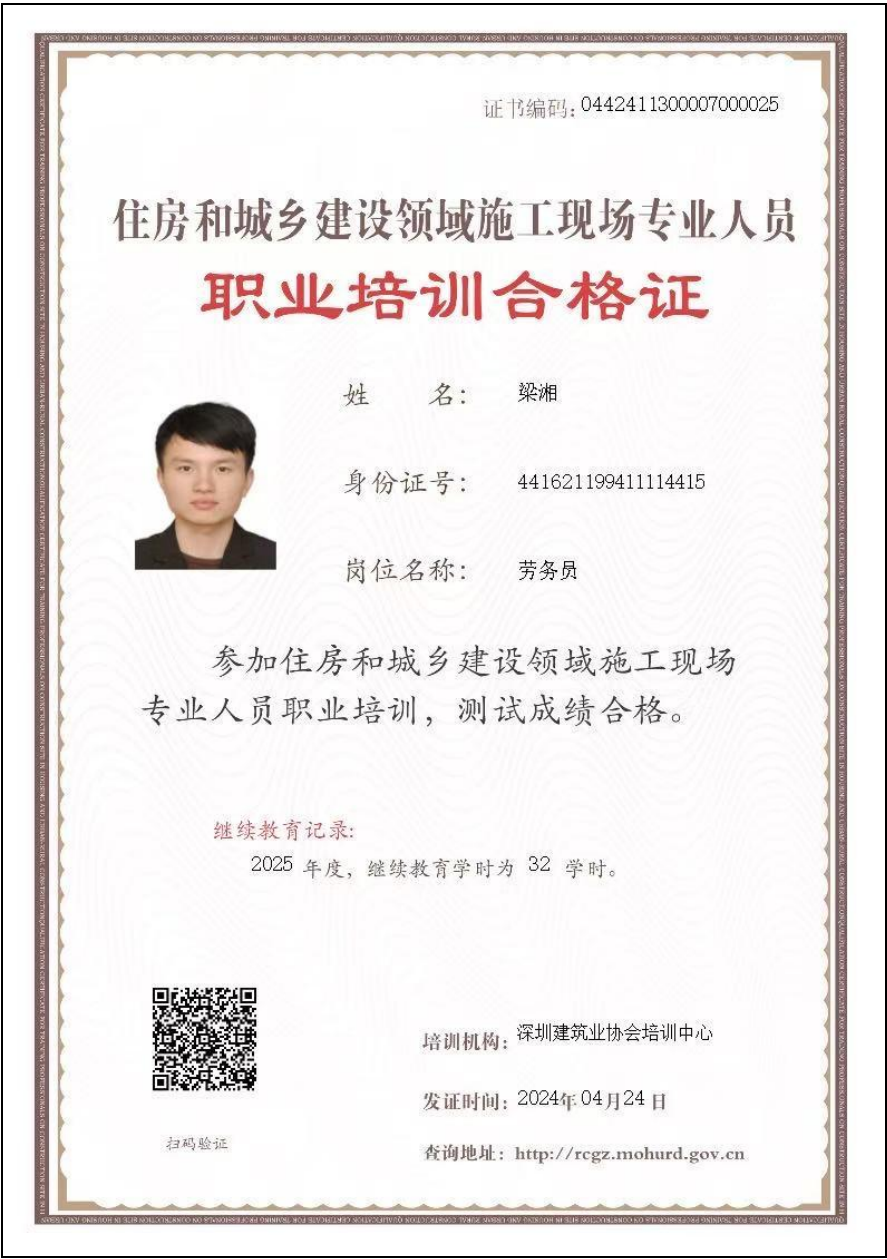 证书编码：0442411300007000025
住房和城乡建设领域施工现场专业人员
职业培训合格证
姓 名： 梁湘
身份证号： 441621199411114415
岗位名称： 劳务员
参加住房和城乡建设领域施工现场
专业人员职业培训，测试成绩合格。
继续教育记录:
2025 年度，继续教育学时为 32 学时。
培训机构：深圳建筑业协会培训中心
发证时间：2024年 04月24 日
扫码验证
查询地址：http://rcgz.mohurd.gov.cn